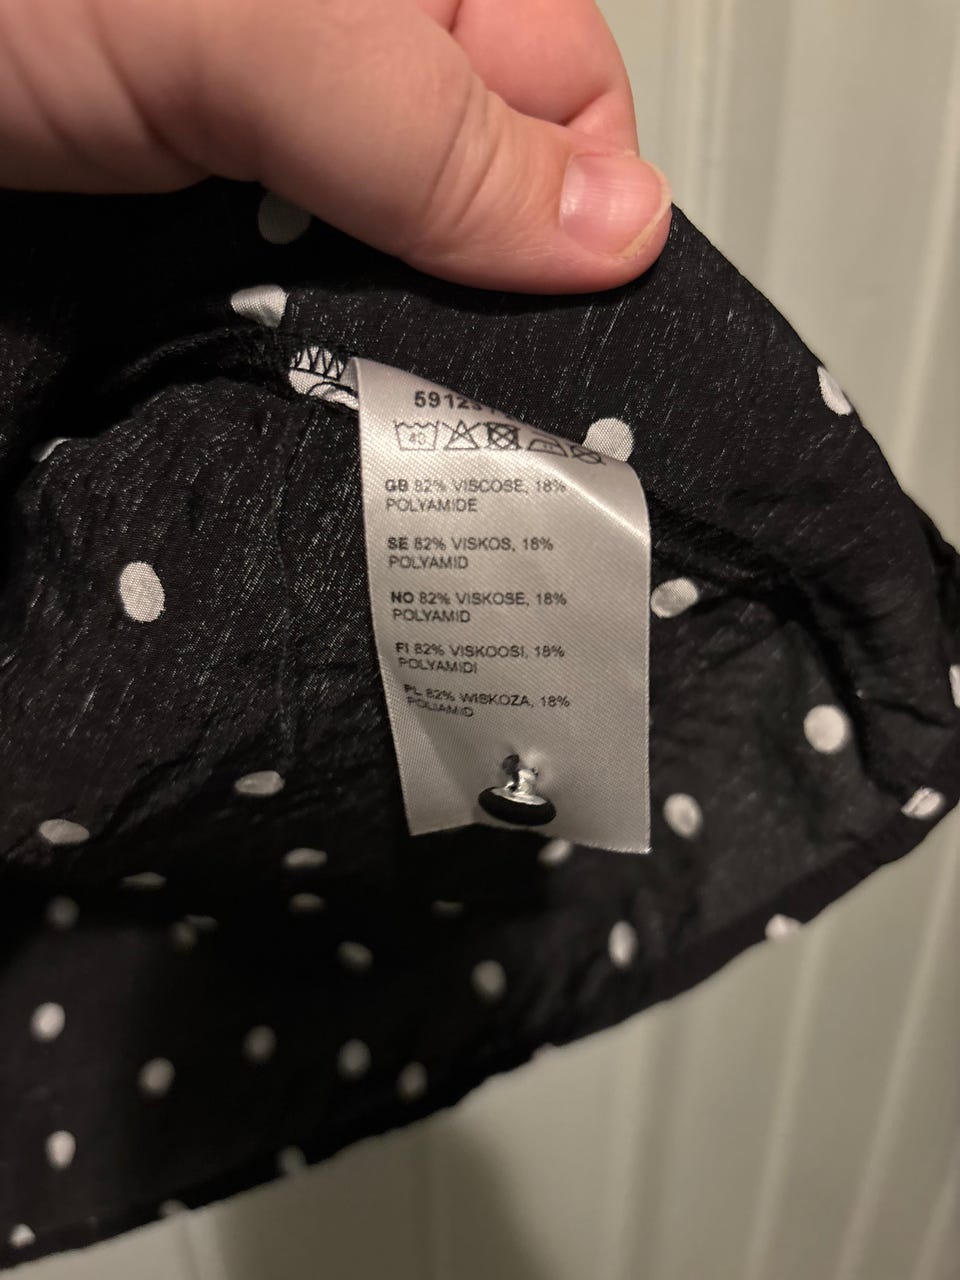 40
GB 82% VISCOSE, 18%
POLYAMIDE
SE 82% VISKOS, 18%
POLYAMID
NO 82% VISKOSE, 18%
POLYAMID
FI 82% VISKOOSI, 18%
POLYAMIDI
PL 82% WISKOZA, 18%
POLIAMID